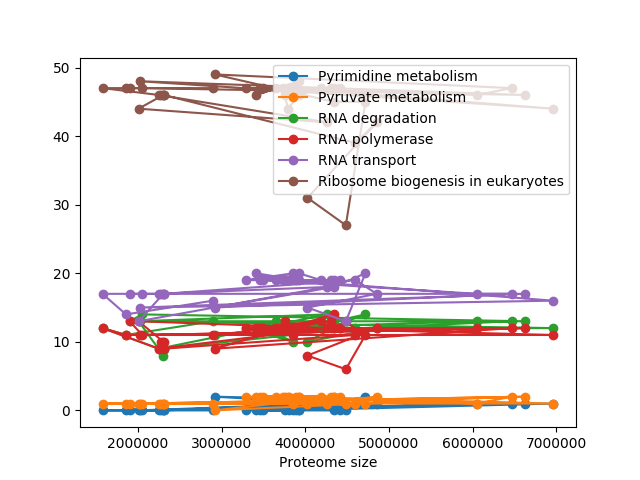 50
40
30
20
10
0
Pyrimidine metabolism
Pyruvate metabolism
RNA degradation
RNA polymerase
RNA transport
Ribosome biogenesis in eukaryotes
2000000 3000000 4000000 5000000 6000000 7000000
Proteome size